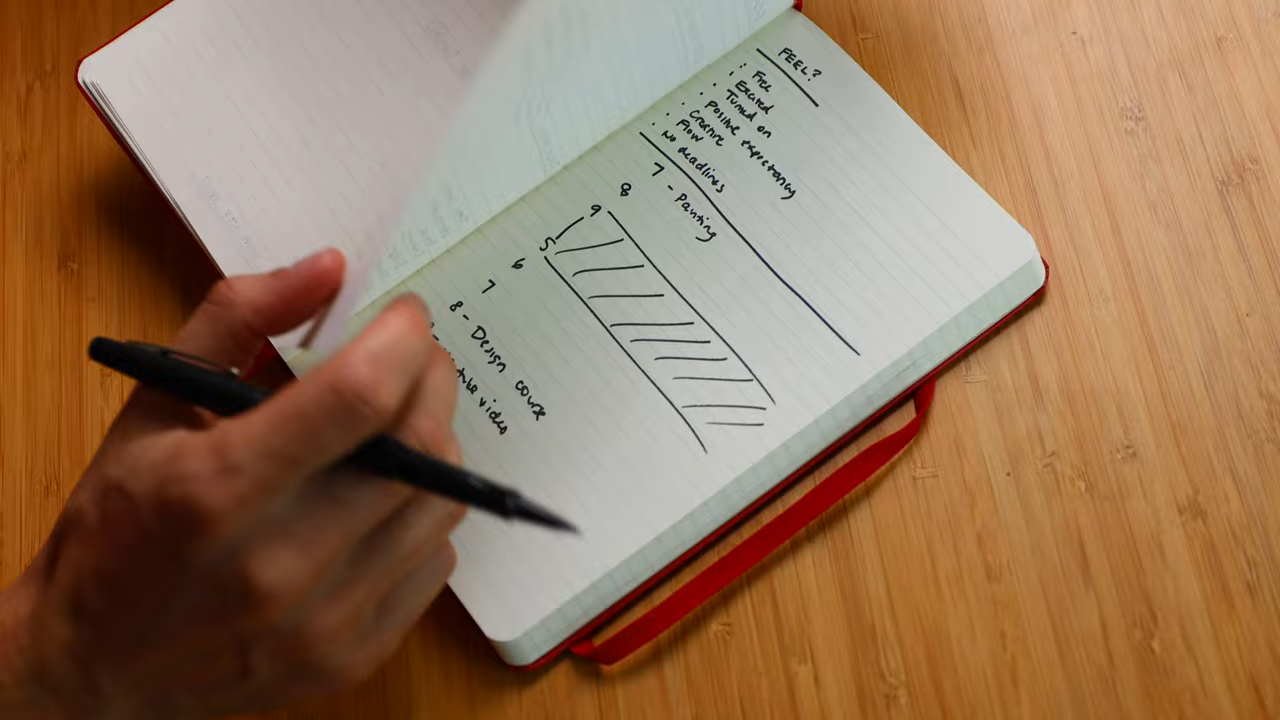 FEEL?
: Free
· Excited
· Turned on
· Positive expectancy
· Creative
· Flow
· No deadlines
7 - Painting
8
9
5
6
7
8 - Design course
video